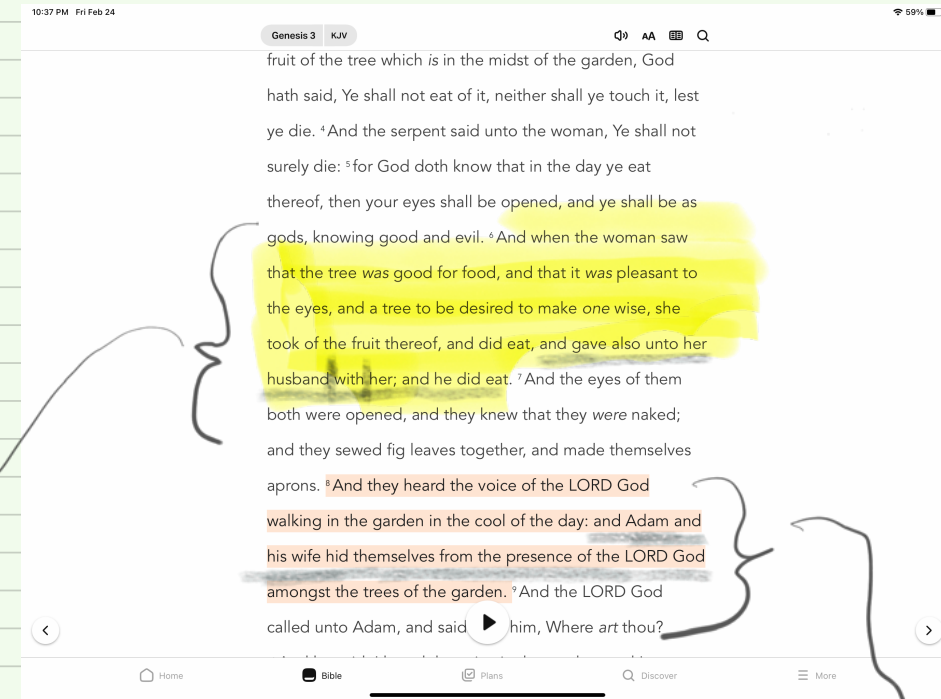 10:37 PM Fri Feb 24
59%
Genesis 3 KJV
AA
fruit of the tree which is in the midst of the garden, God
hath said, Ye shall not eat of it, neither shall ye touch it, lest
ye die. 4 And the serpent said unto the woman, Ye shall not
surely die: 5 for God doth know that in the day ye eat
thereof, then your eyes shall be opened, and ye shall be as
gods, knowing good and evil. 6 And when the woman saw
that the tree was good for food, and that it was pleasant to
the eyes, and a tree to be desired to make one wise, she
took of the fruit thereof, and did eat, and gave also unto her
husband with her; and he did eat. 7 And the eyes of them
both were opened, and they knew that they were naked;
and they sewed fig leaves together, and made themselves
aprons. 8 And they heard the voice of the LORD God
walking in the garden in the cool of the day: and Adam and
his wife hid themselves from the presence of the LORD God
amongst the trees of the garden. 9 And the LORD God
called unto Adam, and said him, Where art thou?
Home Bible Plans Discover More